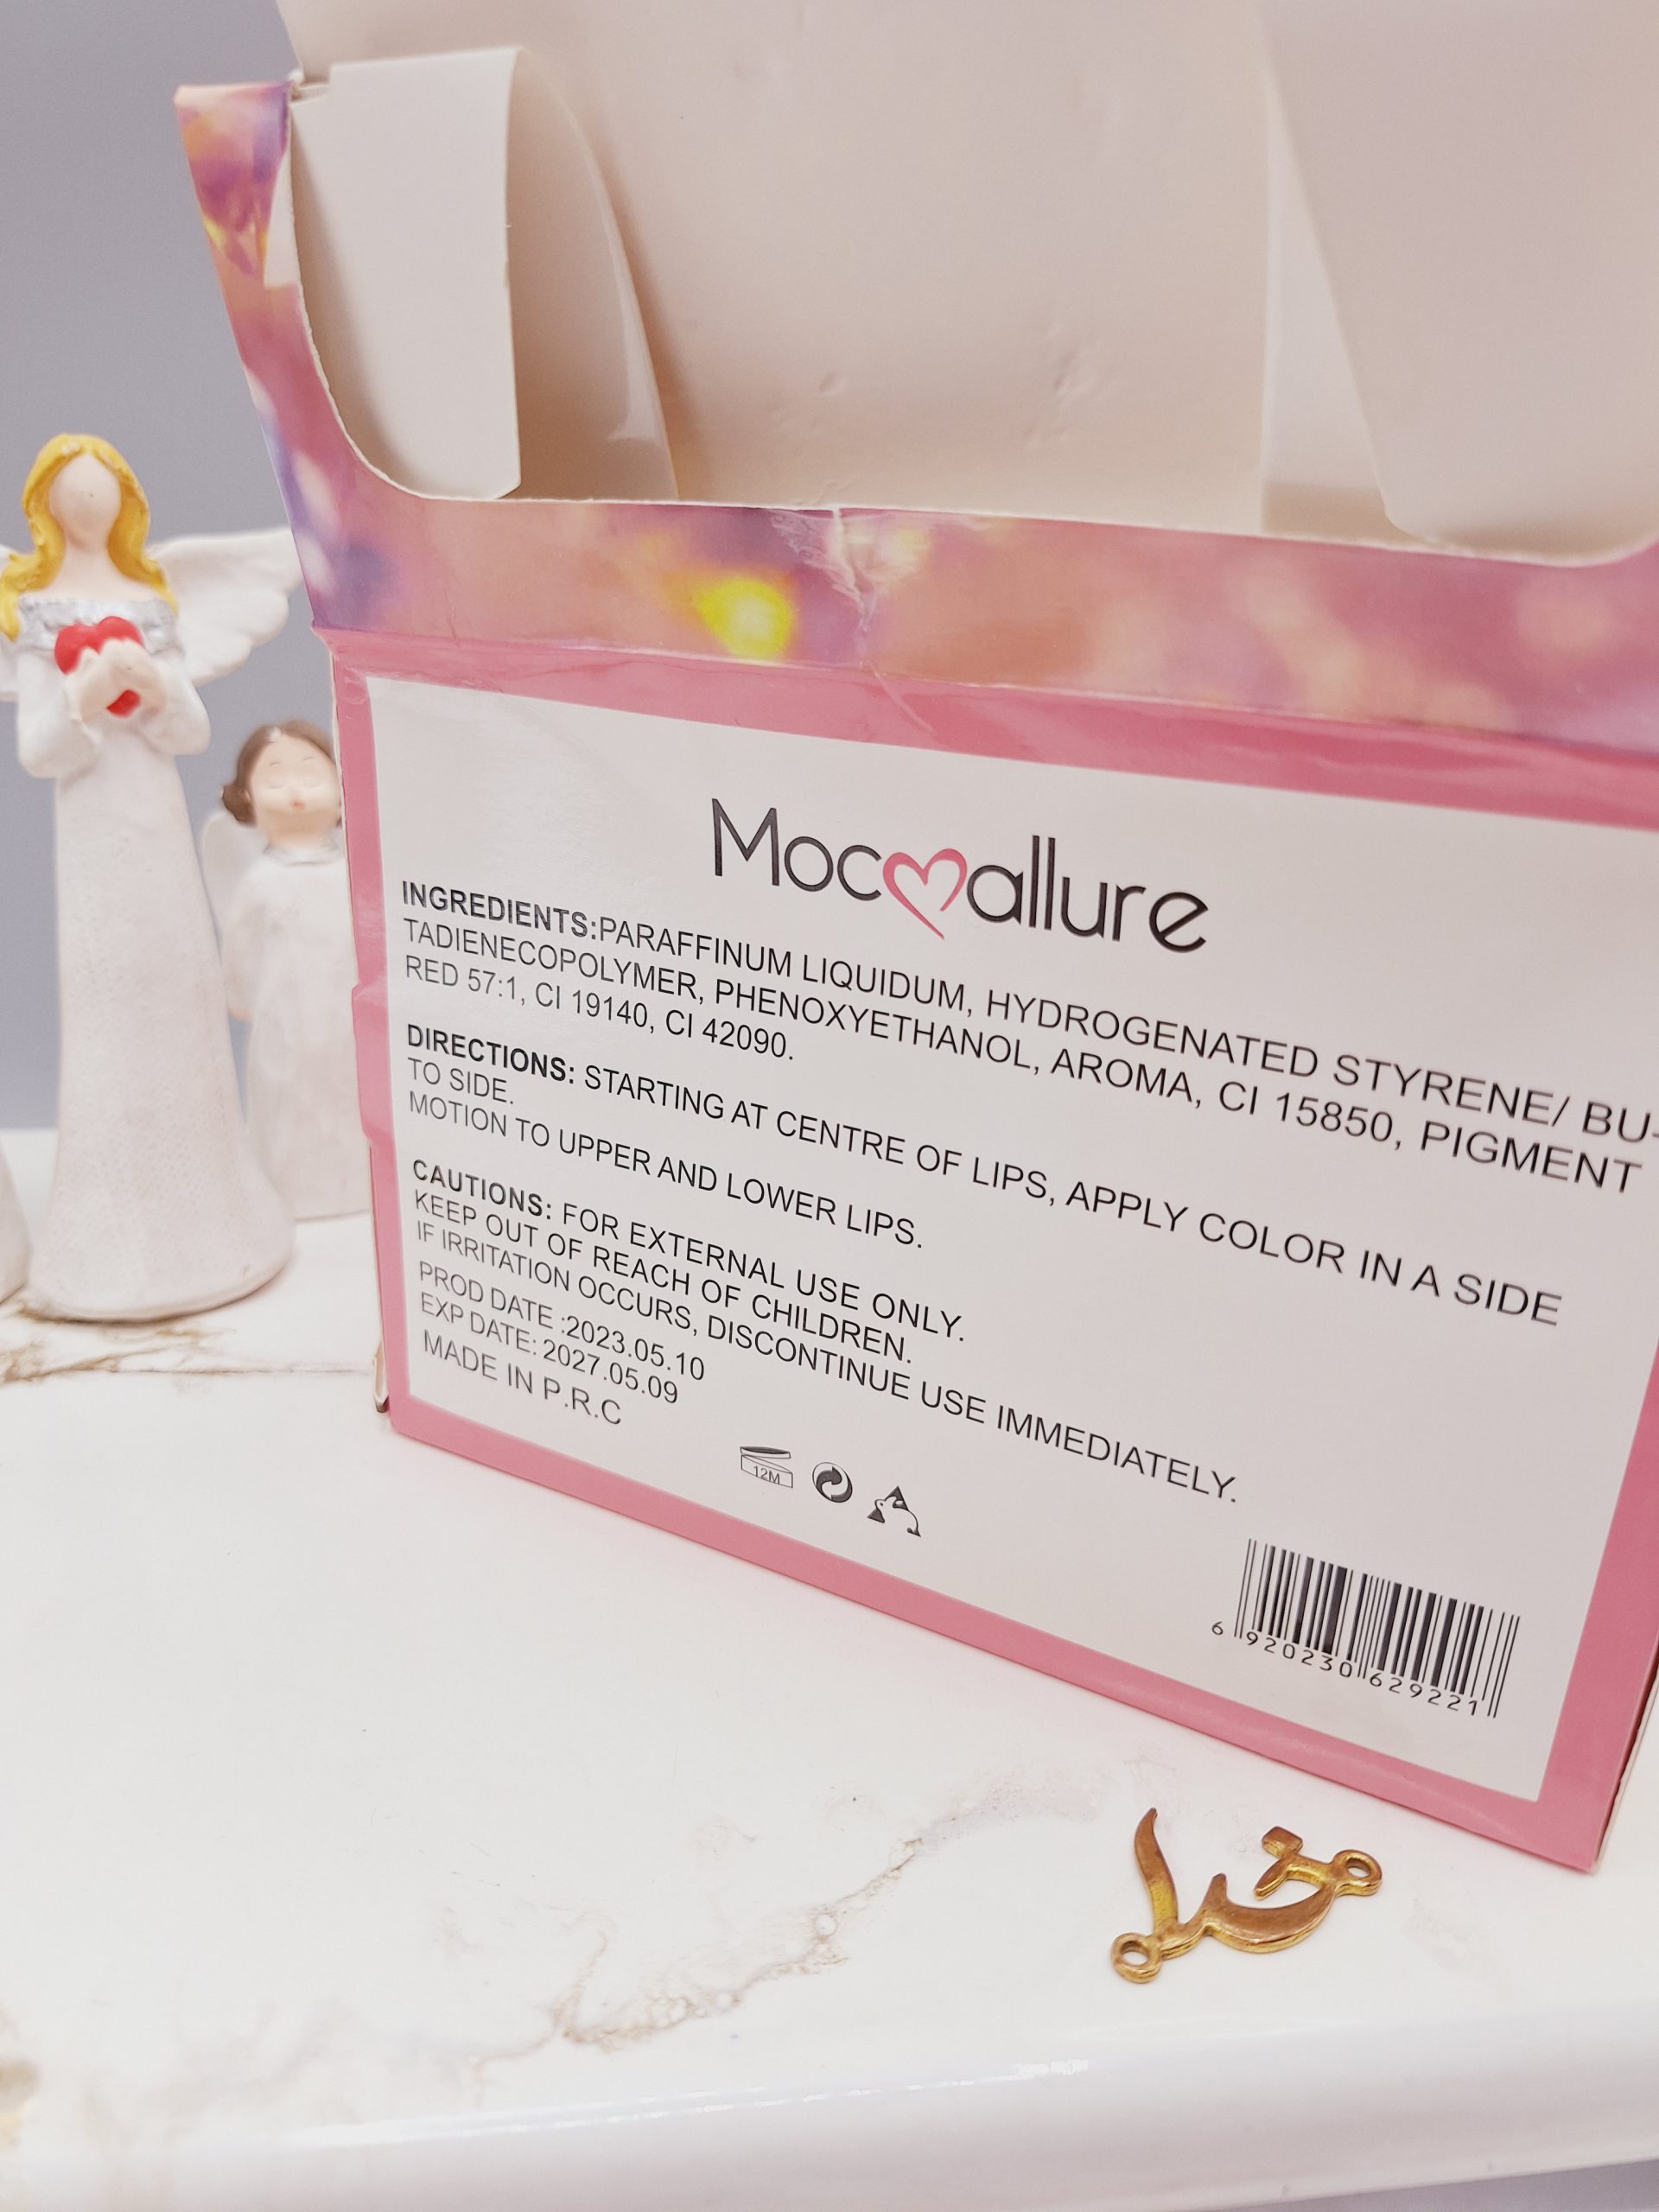 Mocallure
INGREDIENTS:PARAFFINUM LIQUIDUM, HYDROGENATED STYRENE/ BU-
TADIENECOPOLYMER, PHENOXYETHANOL, AROMA, CI 15850, PIGMENT
RED 57:1, CI 19140, CI 42090.
DIRECTIONS: STARTING AT CENTRE OF LIPS, APPLY COLOR IN A SIDE
TO SIDE.
MOTION TO UPPER AND LOWER LIPS.
CAUTIONS: FOR EXTERNAL USE ONLY.
KEEP OUT OF REACH OF CHILDREN.
IF IRRITATION OCCURS, DISCONTINUE USE IMMEDIATELY.
PROD DATE :2023.05.10
EXP DATE: 2027.05.09
MADE IN P.R.C
12M
6 920230 629221
خدا